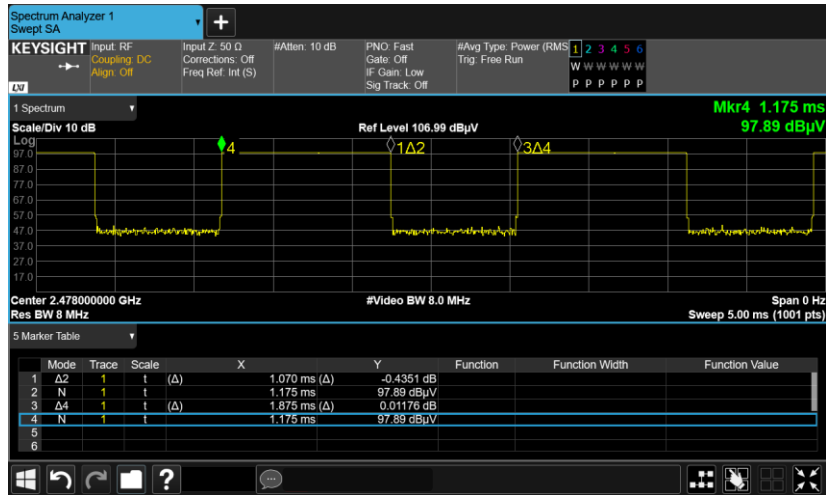 Spectrum Analyzer 1
Swept SA
KEYSIGHT Input: RF Input Z: 50 Ω #Atten: 10 dB PNO: Fast #Avg Type: Power (RMS 1 2 3 4 5 6
Coupling: DC Corrections: Off Gate: Off Trig: Free Run W W W W W W
Align: Off Freq Ref: Int (S) IF Gain: Low
LXI Sig Track: Off P P P P P P
1 Spectrum Mkr4 1.175 ms
Scale/Div 10 dB Ref Level 106.99 dBµV 97.89 dBµV
Log
4 1Δ2 3Δ4
97.0
87.0
77.0
67.0
57.0
47.0
37.0
27.0
17.0
Center 2.478000000 GHz #Video BW 8.0 MHz Span 0 Hz
Res BW 8 MHz Sweep 5.00 ms (1001 pts)
5 Marker Table
Mode Trace Scale X Y Function Function Width Function Value
1 Δ2 1 t (Δ) 1.070 ms (Δ) -0.4351 dB
2 N 1 t 1.175 ms 97.89 dBµV
3 Δ4 1 t (Δ) 1.875 ms (Δ) 0.01176 dB
4 N 1 t 1.175 ms 97.89 dBµV
5
6
?